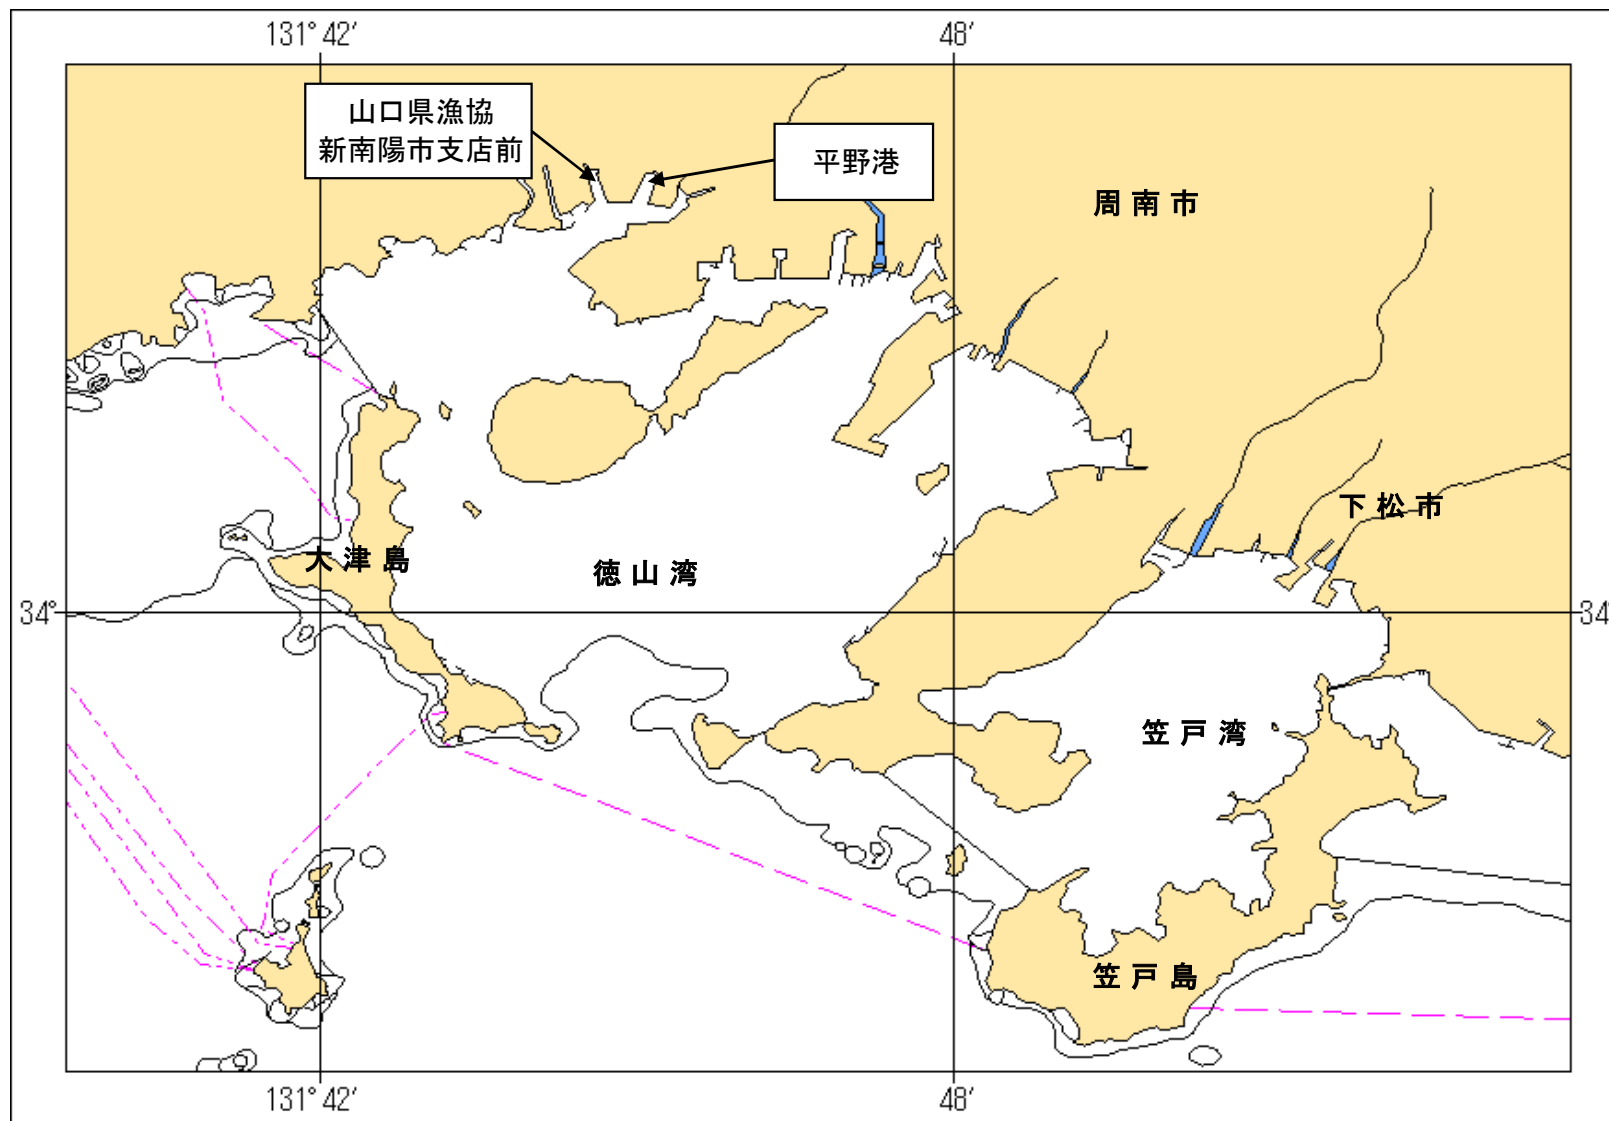 131° 42′
48′
山口県漁協
新南陽市支店前
平野港
周南市
下松市
大津島
徳山湾
34°
34
笠戸湾
笠戸島
131° 42′
48′